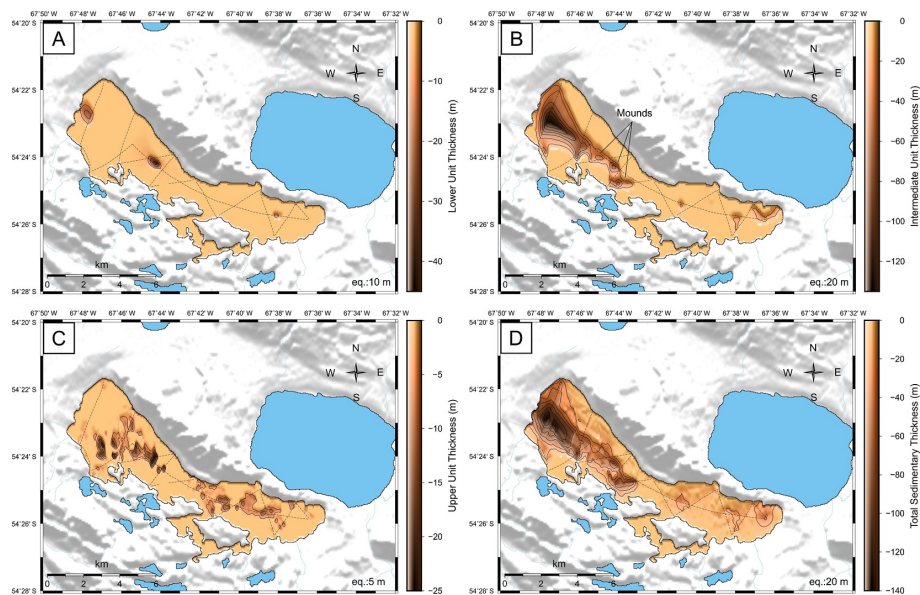 67˚50' W 67˚48' W 67˚46' W 67˚44' W 67˚42' W 67˚40' W 67˚38' W 67˚36' W 67˚34' W 67˚32' W
54˚20' S
54˚22' S
54˚24' S
54˚26' S
54˚28' S
A
N
W E
S
km
0 2 4 6
eq.:10 m
0
−10
−20
−30
−40
Lower Unit Thickness (m)
67˚50' W 67˚48' W 67˚46' W 67˚44' W 67˚42' W 67˚40' W 67˚38' W 67˚36' W 67˚34' W 67˚32' W
54˚20' S
54˚22' S
54˚24' S
54˚26' S
54˚28' S
B
N
W E
S
Mounds
km
0 2 4 6
eq.:20 m
0
−20
−40
−60
−80
−100
−120
Intermediate Unit Thickness (m)
67˚50' W 67˚48' W 67˚46' W 67˚44' W 67˚42' W 67˚40' W 67˚38' W 67˚36' W 67˚34' W 67˚32' W
54˚20' S
54˚22' S
54˚24' S
54˚26' S
54˚28' S
C
N
W E
S
km
0 2 4 6
eq.:5 m
0
−5
−10
−15
−20
−25
Upper Unit Thickness (m)
67˚50' W 67˚48' W 67˚46' W 67˚44' W 67˚42' W 67˚40' W 67˚38' W 67˚36' W 67˚34' W 67˚32' W
54˚20' S
54˚22' S
54˚24' S
54˚26' S
54˚28' S
D
N
W E
S
km
0 2 4 6
eq.:20 m
0
−20
−40
−60
−80
−100
−120
−140
Total Sedimentary Thickness (m)